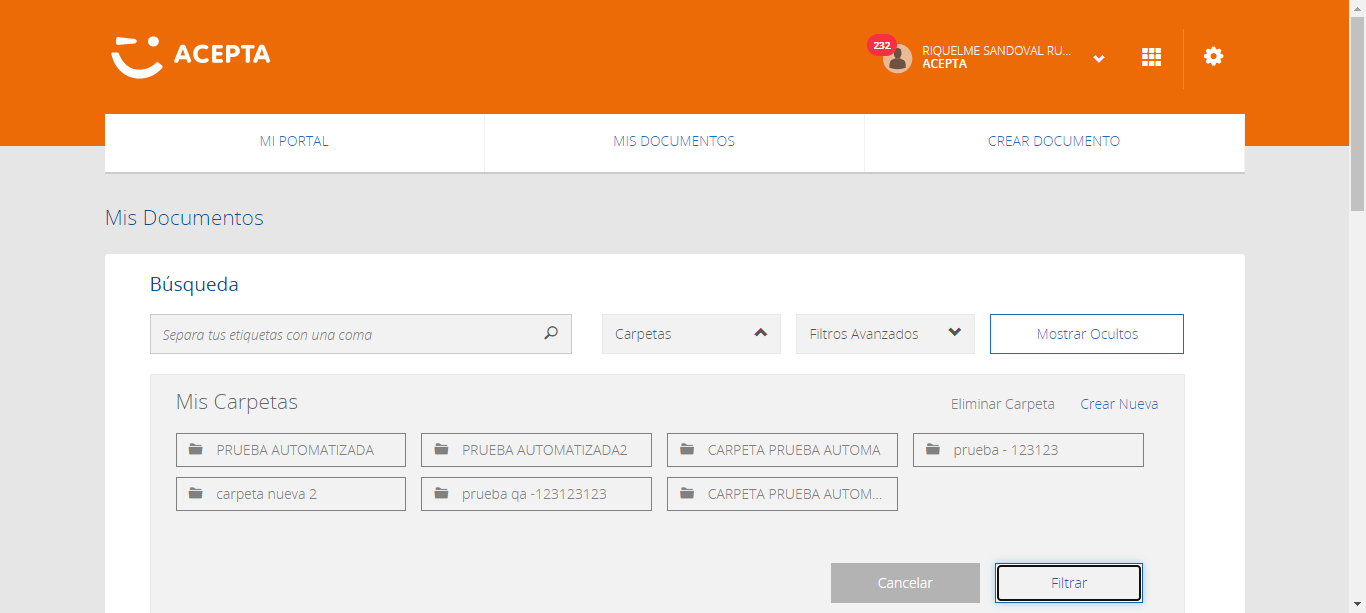 ACEPTA
232
RIQUELME SANDOVAL RU...
ACEPTA
MI PORTAL
MIS DOCUMENTOS
CREAR DOCUMENTO
Mis Documentos
Búsqueda
Separa tus etiquetas con una coma
Carpetas
Filtros Avanzados
Mostrar Ocultos
Mis Carpetas
Eliminar Carpeta
Crear Nueva
PRUEBA AUTOMATIZADA
PRUEBA AUTOMATIZADA2
CARPETA PRUEBA AUTOMA
prueba - 123123
carpeta nueva 2
prueba qa -123123123
CARPETA PRUEBA AUTOM...
Cancelar
Filtrar